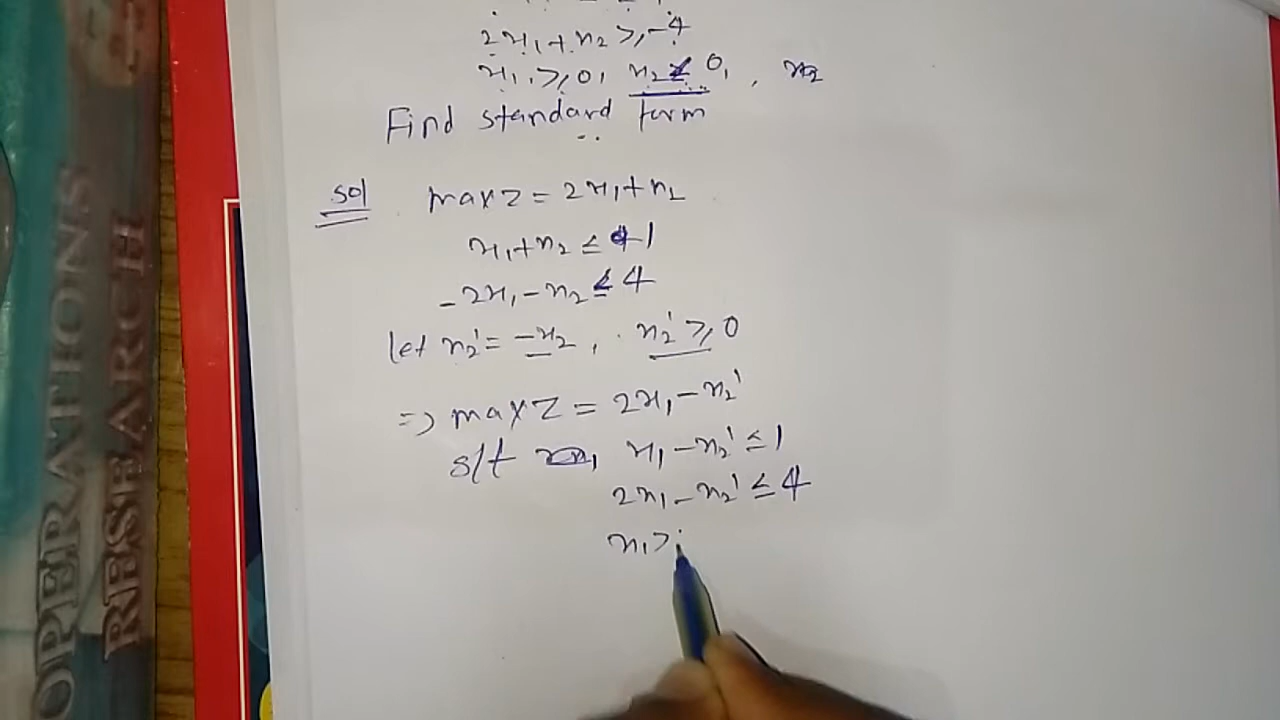 2x₁+x₂ ≥ -4
x₁ ≥ 0, x₂ ≤ 0, , x₂
Find standard form
sol
max z = 2x₁+x₂
x₁+x₂ ≤ 1
-2x₁-x₂ ≤ 4
let x₂' = -x₂, x₂' ≥ 0
=> max Z = 2x₁-x₂'
s/t x₁-x₂' ≤ 1
2x₁-x₂' ≤ 4
x₁ >
OPERATIONS
RESEARCH